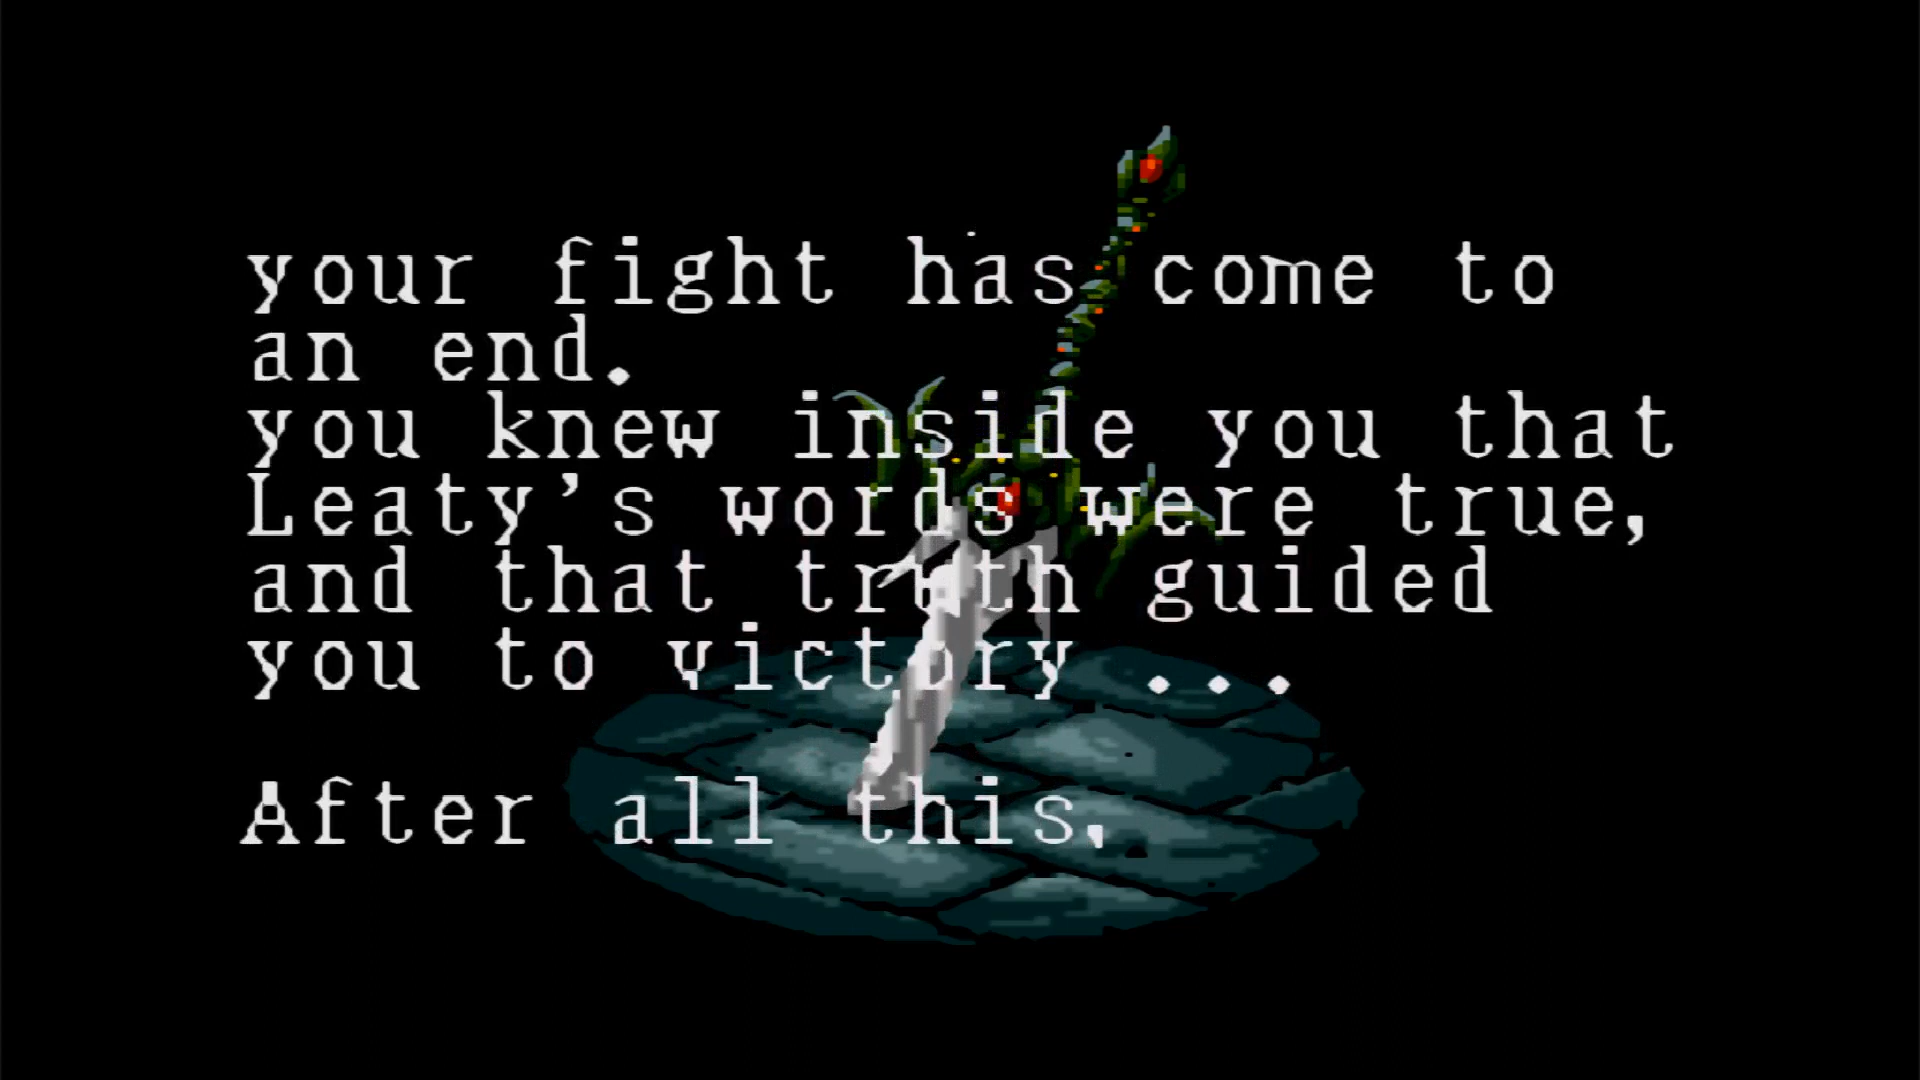 your fight has come to
an end.
you knew inside you that
Leaty's words were true,
and that truth guided
you to victory ...
After all this,